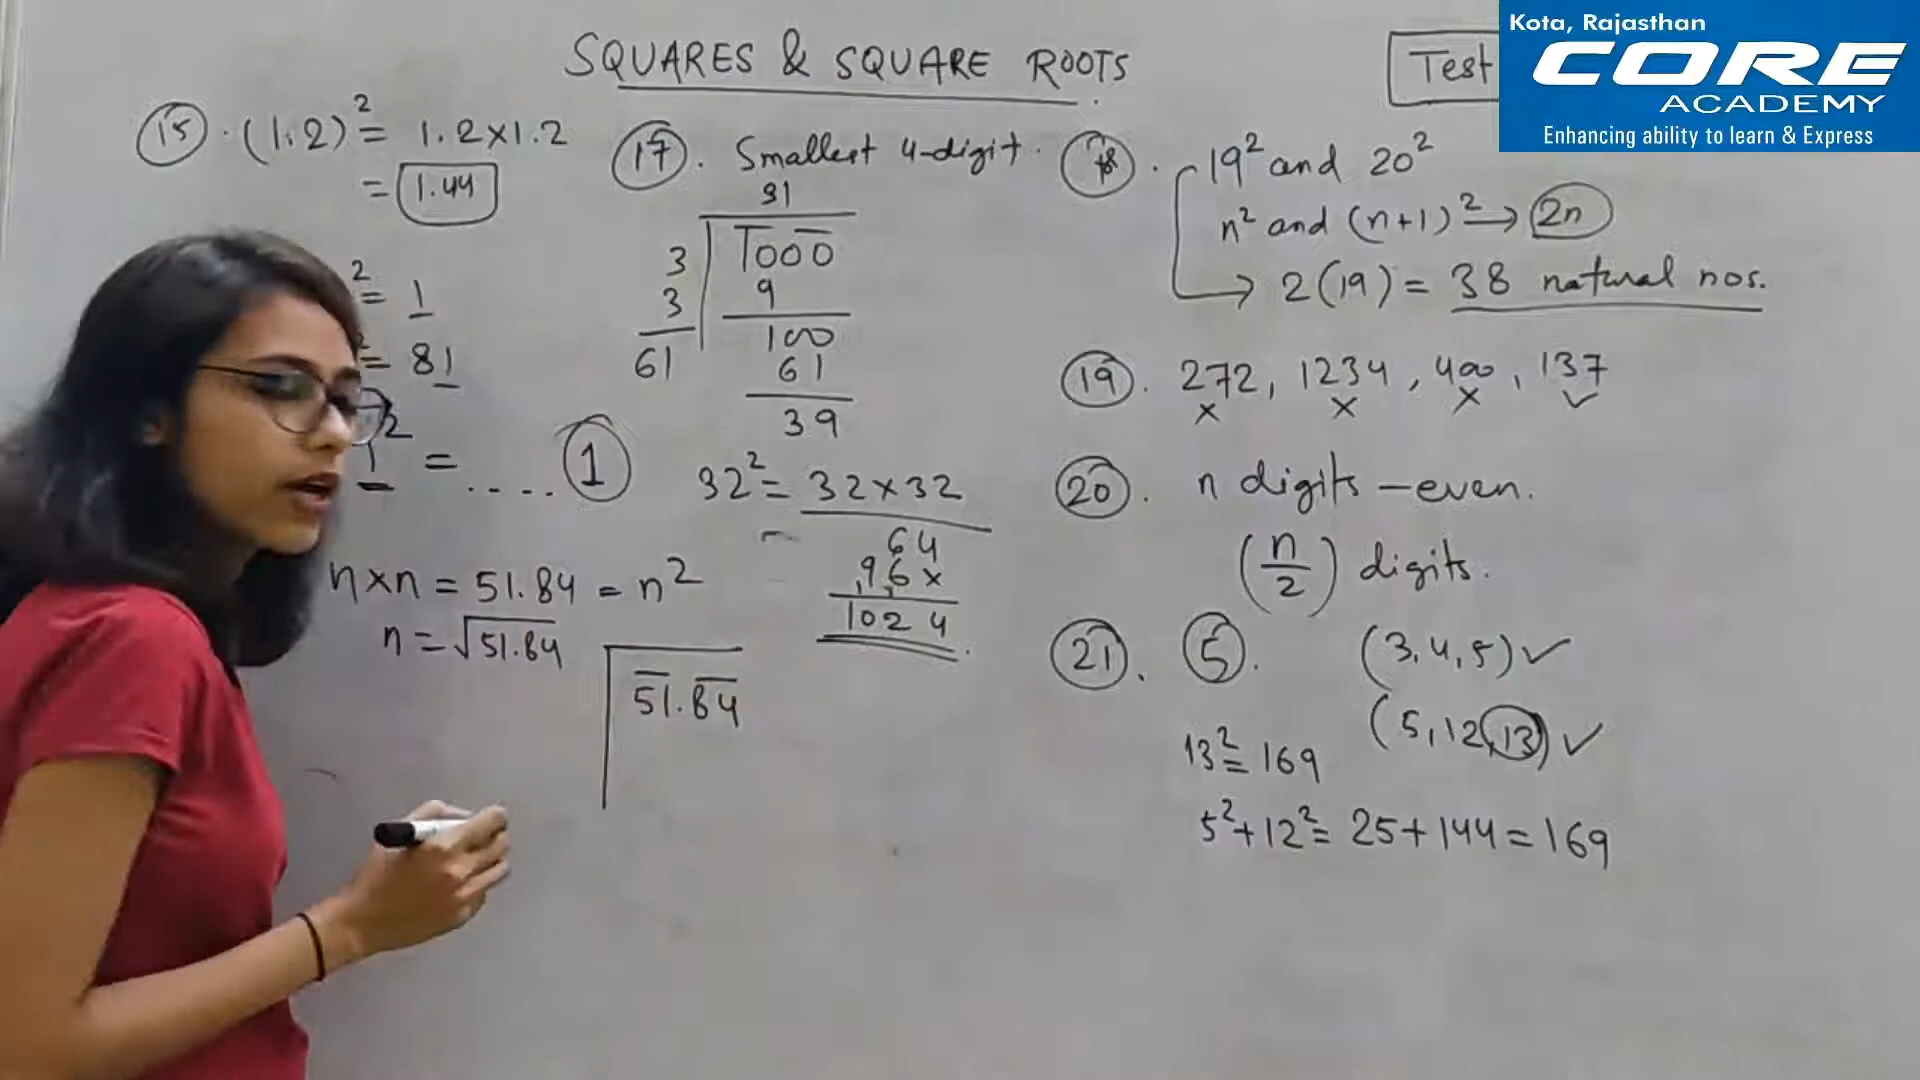 SQUARES & SQUARE ROOTS
Test
Kota, Rajasthan
CORE
ACADEMY
Enhancing ability to learn & Express
15. (1.2)² = 1.2×1.2
= 1.44
² = 1
² = 81
1² = .... 1
n×n = 51.84 = n²
n = √51.84
51.84
17. Smallest 4-digit.
31
3 1000
3 9
100
61 61
39
32² = 32×32
64
96×
1024
18. 19² and 20²
n² and (n+1)² → 2n
→ 2(19) = 38 natural nos.
19. 272, 1234, 400, 137
× × × ✓
20. n digits – even.
(n/2) digits.
21. 5. (3,4,5) ✓
(5,12,13) ✓
13² = 169
5²+12² = 25+144 = 169